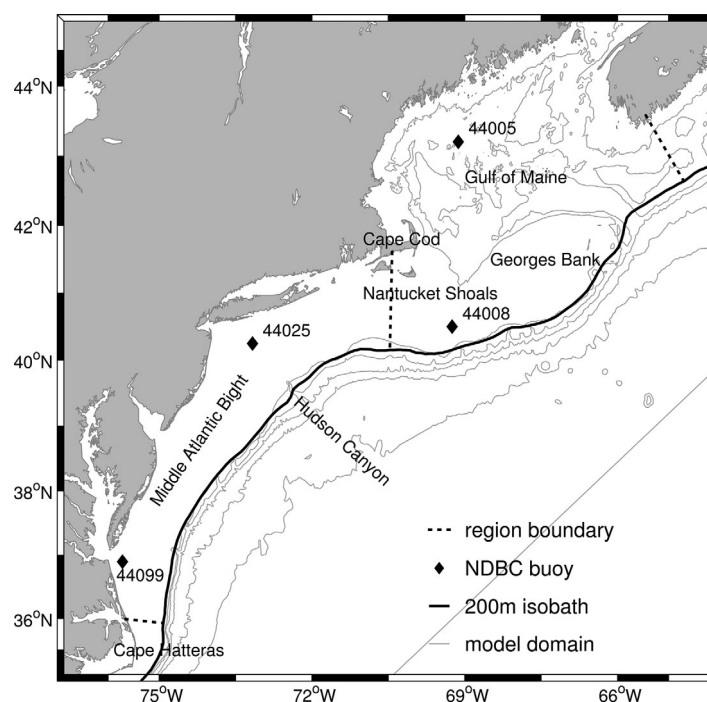 44°N
42°N
40°N
38°N
36°N
75°W
72°W
69°W
66°W
44005
Gulf of Maine
Cape Cod
Georges Bank
Nantucket Shoals
44008
44025
Middle Atlantic Bight
Hudson Canyon
44099
Cape Hatteras
region boundary
NDBC buoy
200m isobath
model domain